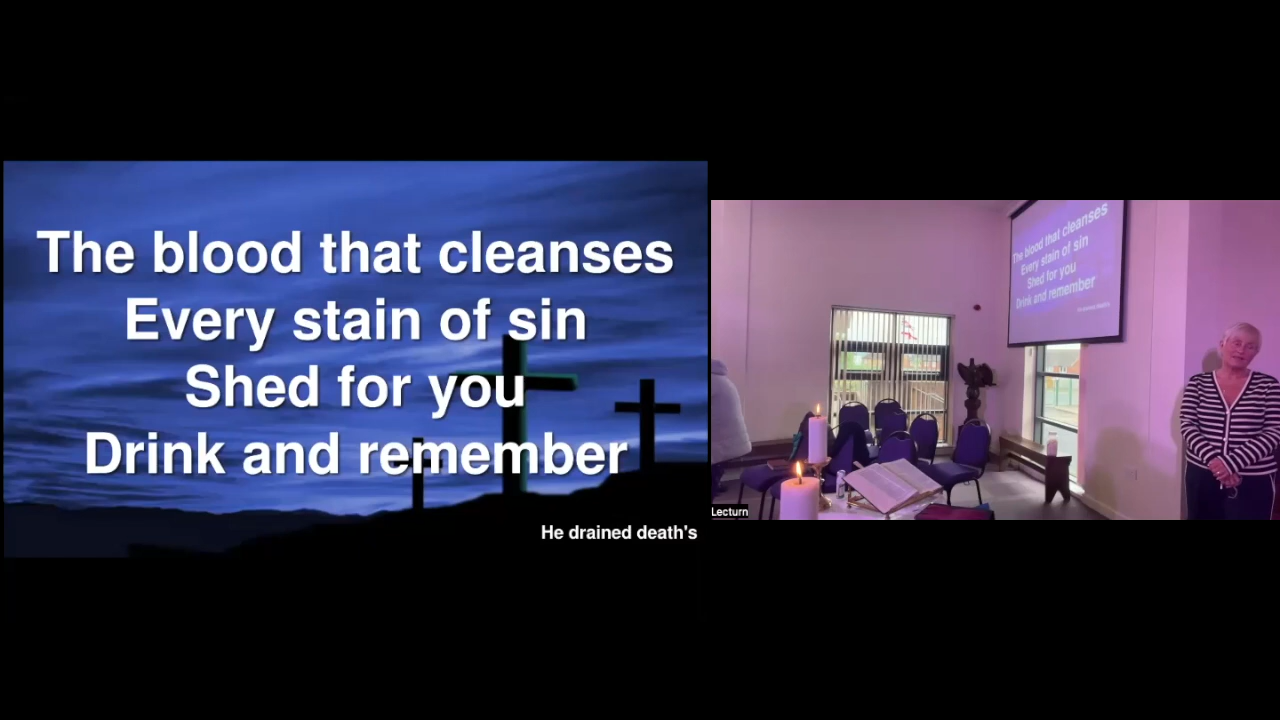 The blood that cleanses
Every stain of sin
Shed for you
Drink and remember
He drained death's
The blood that cleanses
Every stain of sin
Shed for you
Drink and remember
Lecturn